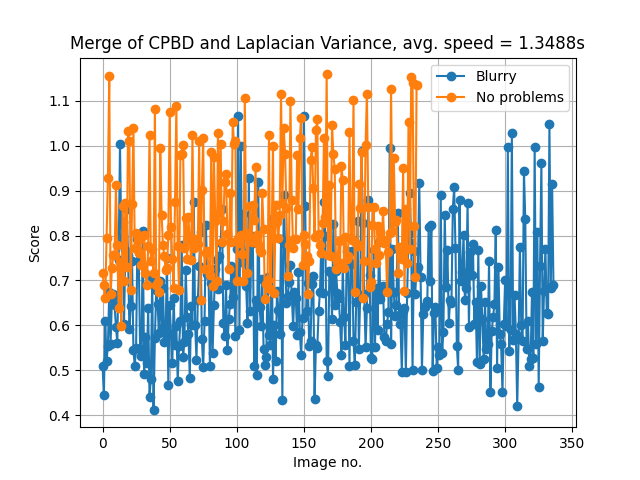 Merge of CPBD and Laplacian Variance, avg. speed = 1.3488s
Blurry
No problems
Score
1.1
1.0
0.9
0.8
0.7
0.6
0.5
0.4
0 50 100 150 200 250 300 350
Image no.